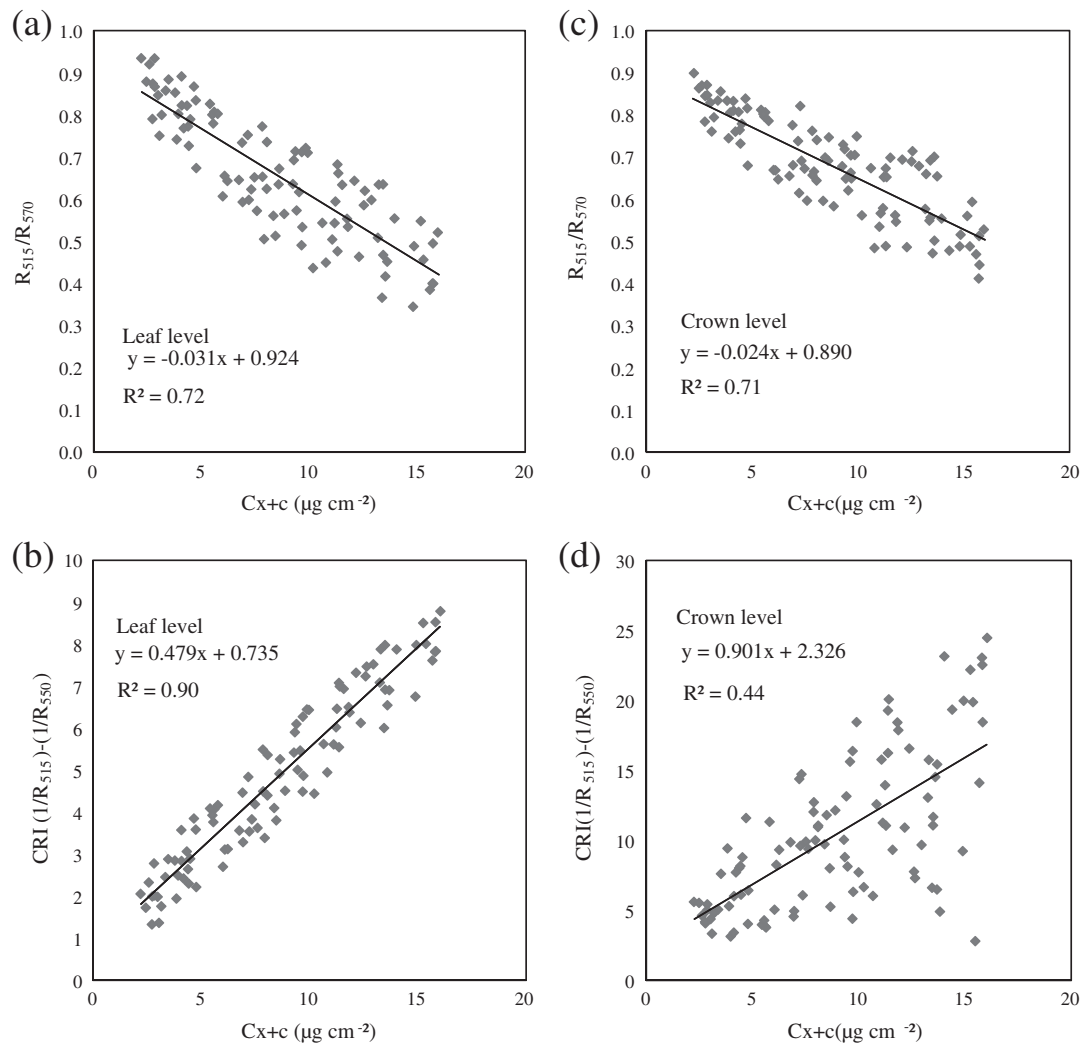 (a)
1.0
0.9
0.8
0.7
0.6
0.5
0.4
0.3
0.2
0.1
0.0
R515/R570
Leaf level
y = -0.031x + 0.924
R² = 0.72
0 5 10 15 20
Cx+c (µg cm-2)
(c)
1.0
0.9
0.8
0.7
0.6
0.5
0.4
0.3
0.2
0.1
0.0
R515/R570
Crown level
y = -0.024x + 0.890
R² = 0.71
0 5 10 15 20
Cx+c(µg cm -2)
(b)
10
9
8
7
6
5
4
3
2
1
0
CRI (1/R515)-(1/R550)
Leaf level
y = 0.479x + 0.735
R² = 0.90
0 5 10 15 20
Cx+c (µg cm-2)
(d)
30
25
20
15
10
5
0
CRI(1/R515)-(1/R550)
Crown level
y = 0.901x + 2.326
R² = 0.44
0 5 10 15 20
Cx+c(µg cm -2)